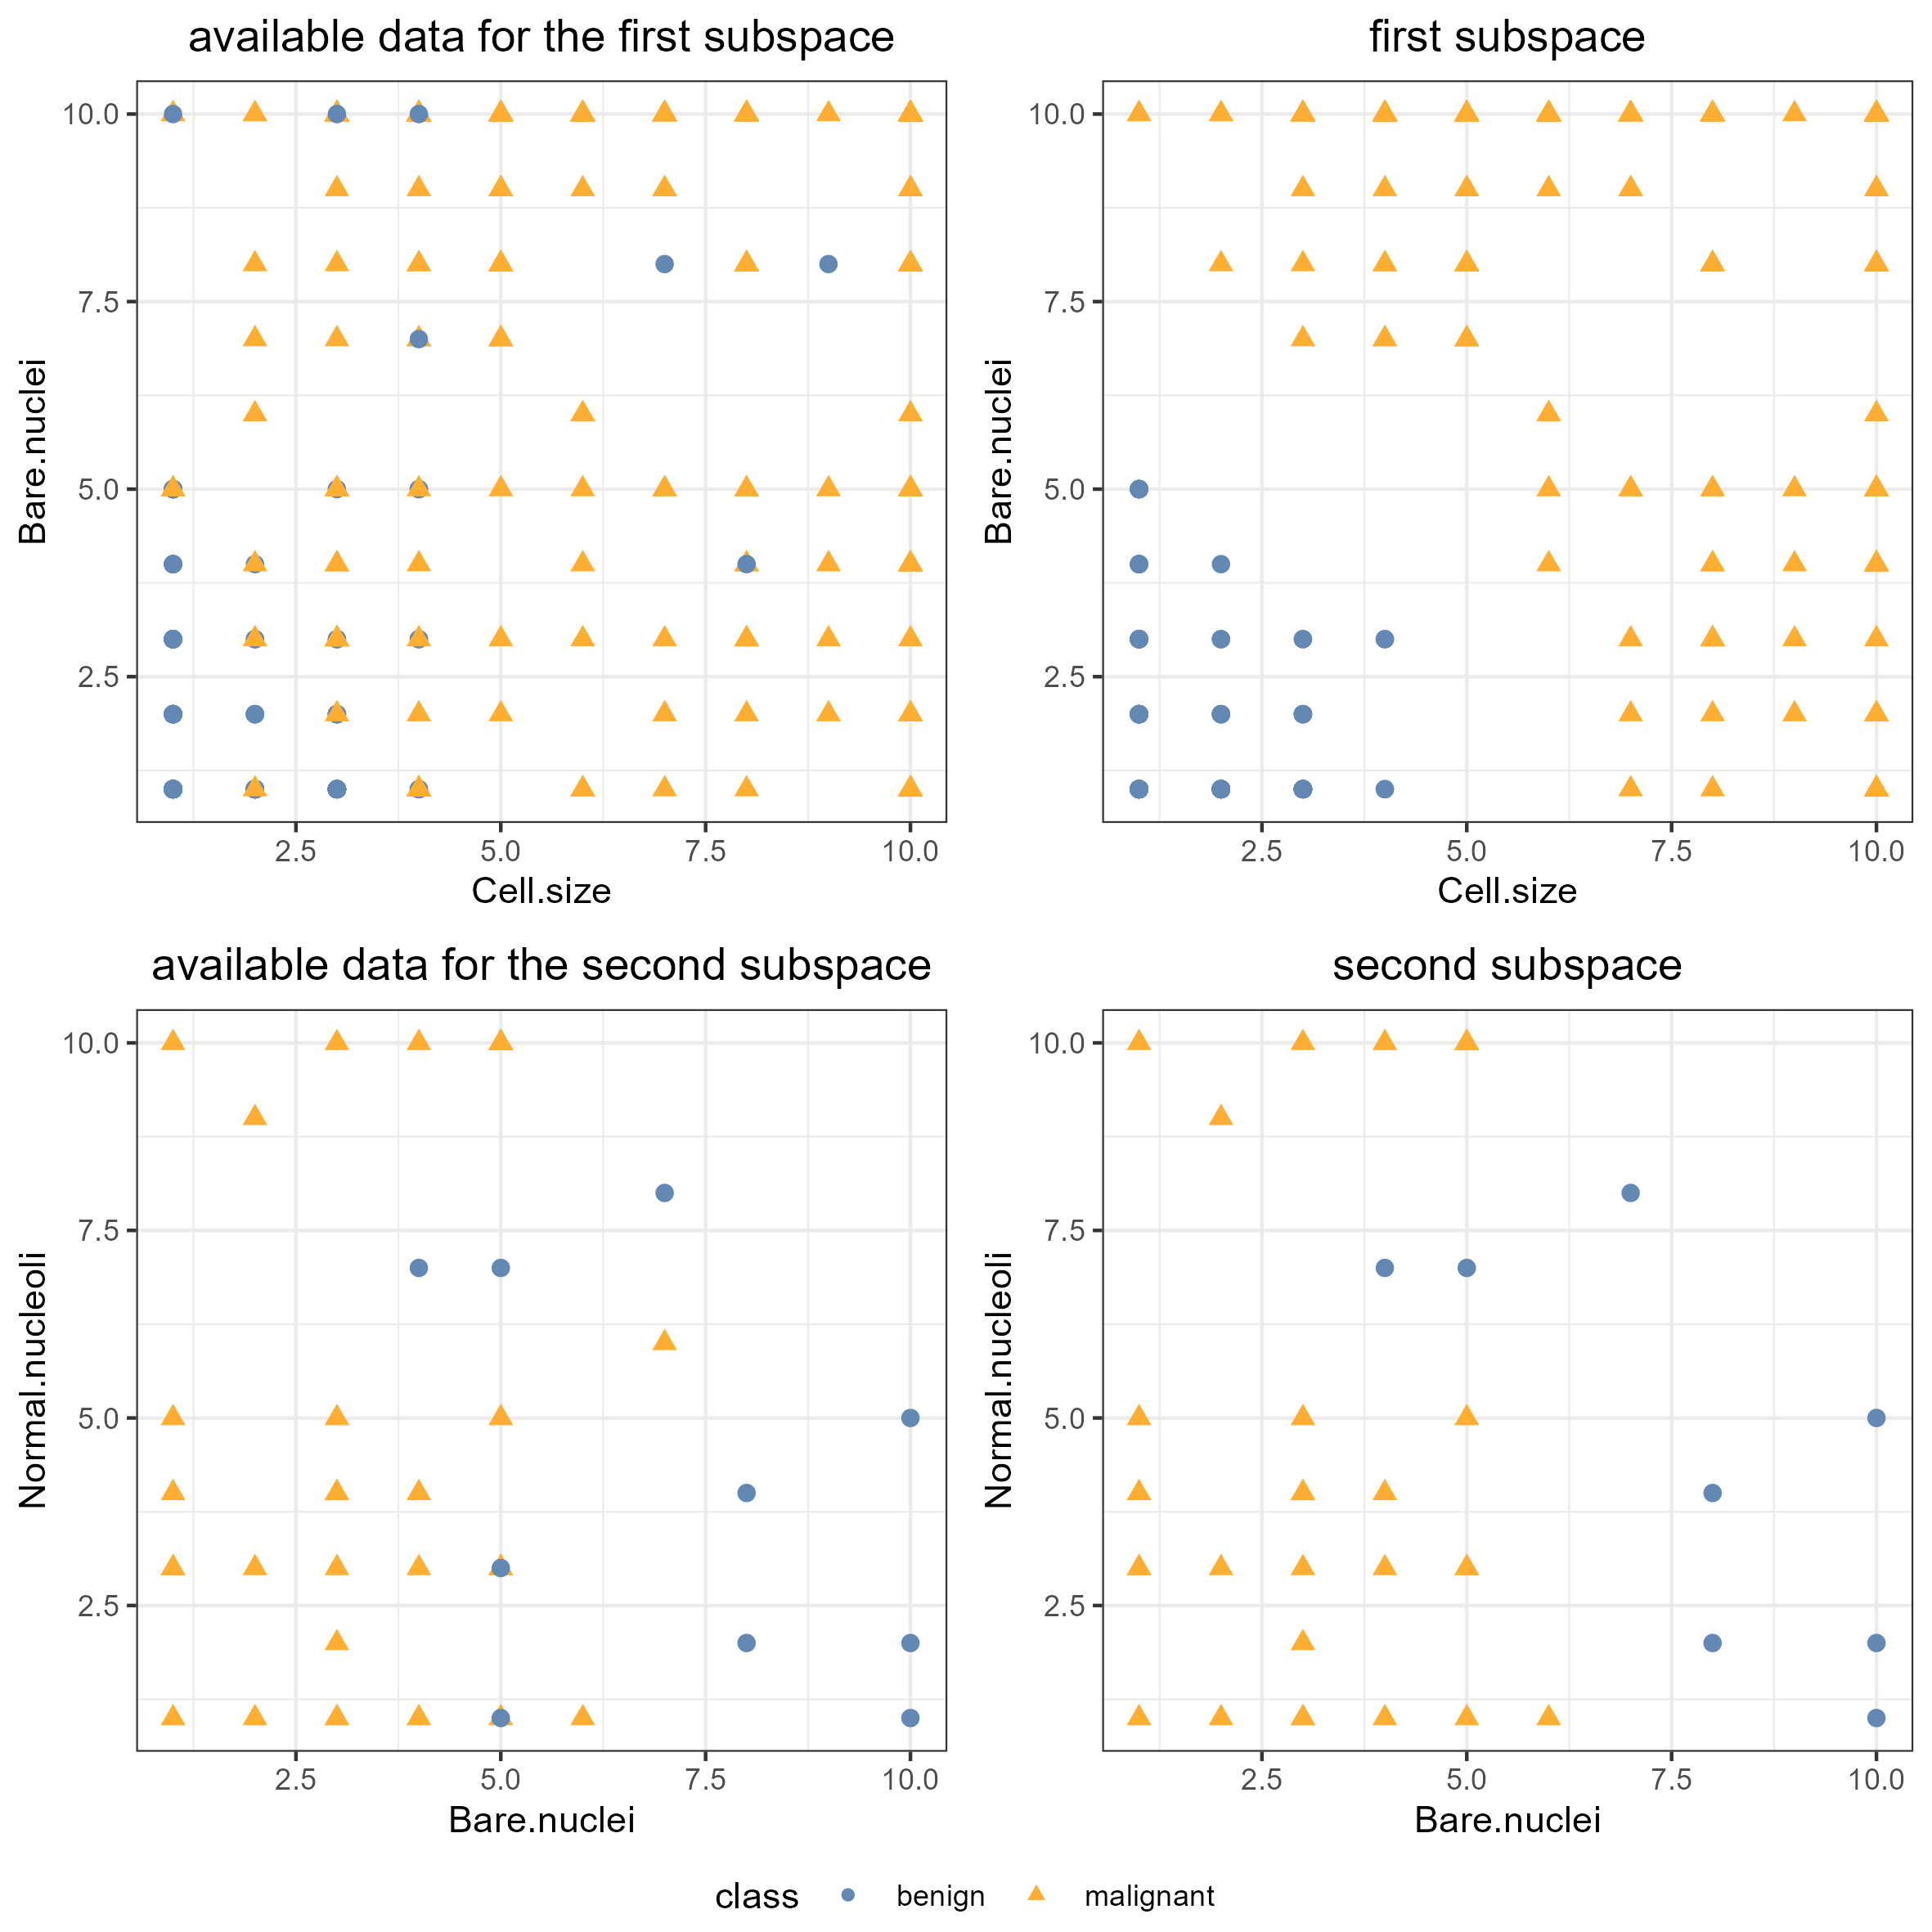 available data for the first subspace
10.0
7.5
5.0
2.5
Bare.nuclei
2.5 5.0 7.5 10.0
Cell.size
first subspace
10.0
7.5
5.0
2.5
Bare.nuclei
2.5 5.0 7.5 10.0
Cell.size
available data for the second subspace
10.0
7.5
5.0
2.5
Normal.nucleoli
2.5 5.0 7.5 10.0
Bare.nuclei
second subspace
10.0
7.5
5.0
2.5
Normal.nucleoli
2.5 5.0 7.5 10.0
Bare.nuclei
class benign malignant